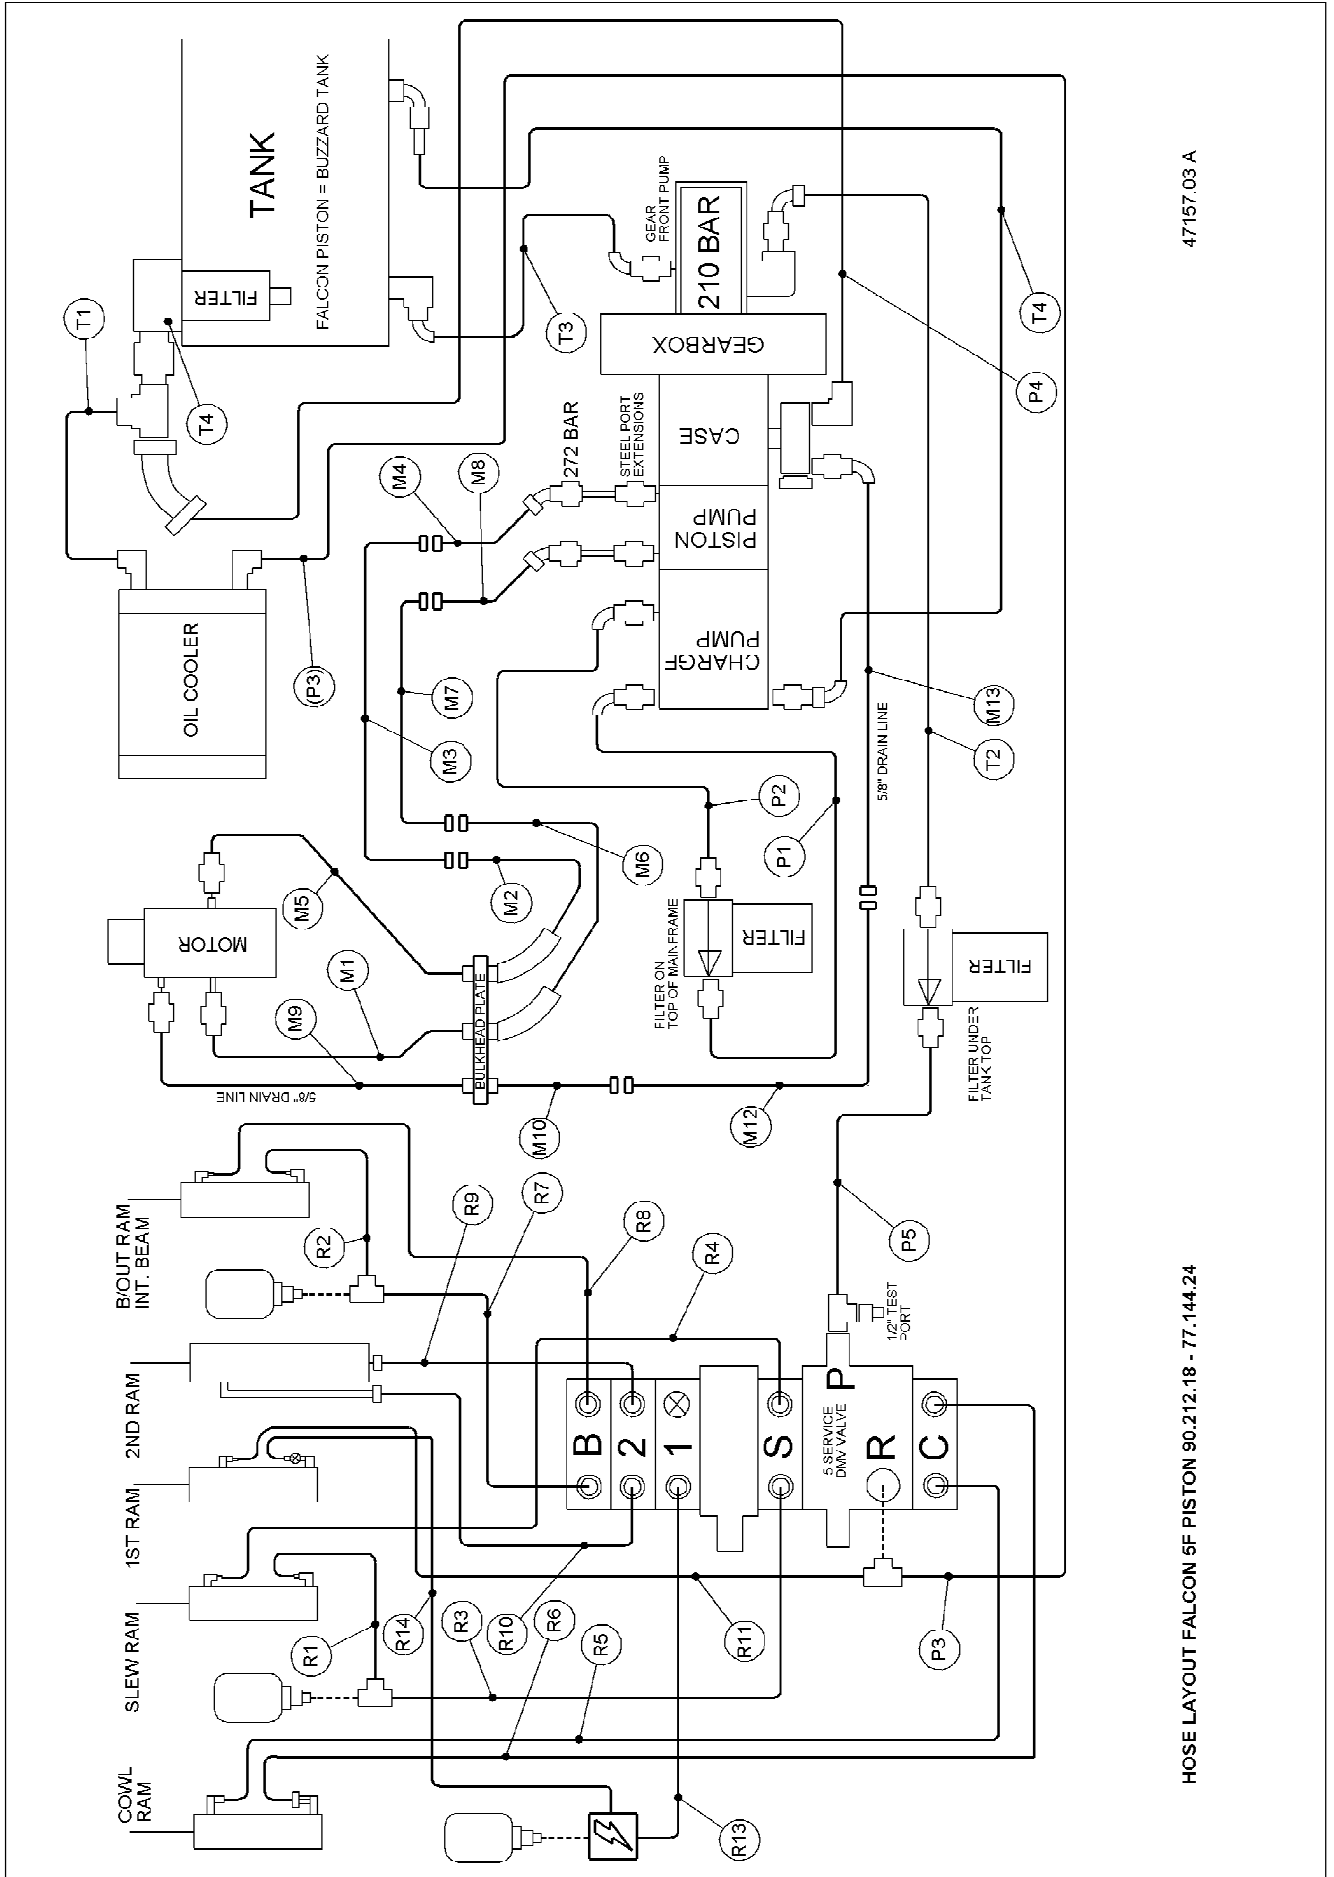 TANK
FALCON PISTON = BUZZARD TANK
FILTER
T1
T4
OIL COOLER
(P3)
T3
GEAR
FRONT PUMP
210 BAR
GEARBOX
CASE
PISTON
PUMP
CHARGE
PUMP
272 BAR
STEEL PORT
EXTENSIONS
M4
M8
M7
M3
M6
M2
M5
MOTOR
M1
M9
5/8" DRAIN LINE
BULKHEAD PLATE
M10
M12
FILTER ON
TOP OF MAINFRAME
FILTER
P2
P1
5/8" DRAIN LINE
M13
T2
T4
P4
FILTER
FILTER UNDER
TANK TOP
P5
1/2" TEST
PORT
B/OUT RAM
INT. BEAM
R2
R9
R7
R8
R4
2ND RAM
1ST RAM
SLEW RAM
COWL
RAM
R1
R14
R3
R10
R6
R5
R11
R13
P3
B
2
1
S
P
5 SERVICE
DMV VALVE
R
C
HOSE LAYOUT FALCON 5F PISTON 90.212.18 - 77.144.24
47157.03 A